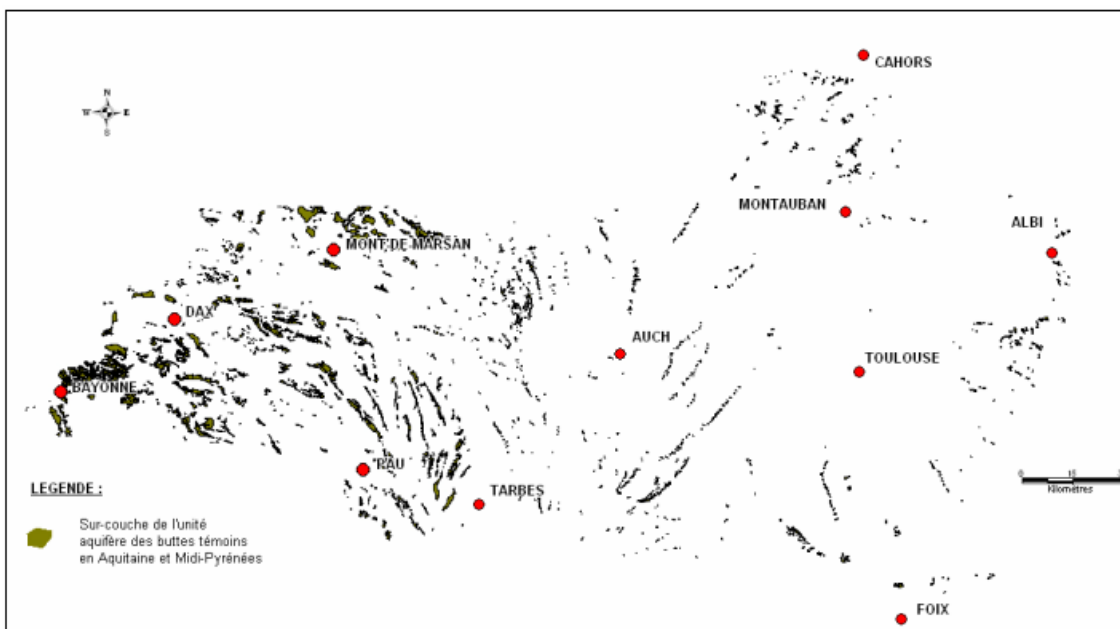 CAHORS
N
W E
S
MONTAUBAN
ALBI
MONT DE MARSAN
DAX
AUCH
TOULOUSE
BAYONNE
PAU
TARBES
LEGENDE :
Kilomètres
Sur-couche de l'unité
aquifère des buttes témoins
en Aquitaine et Midi-Pyrénées
FOIX